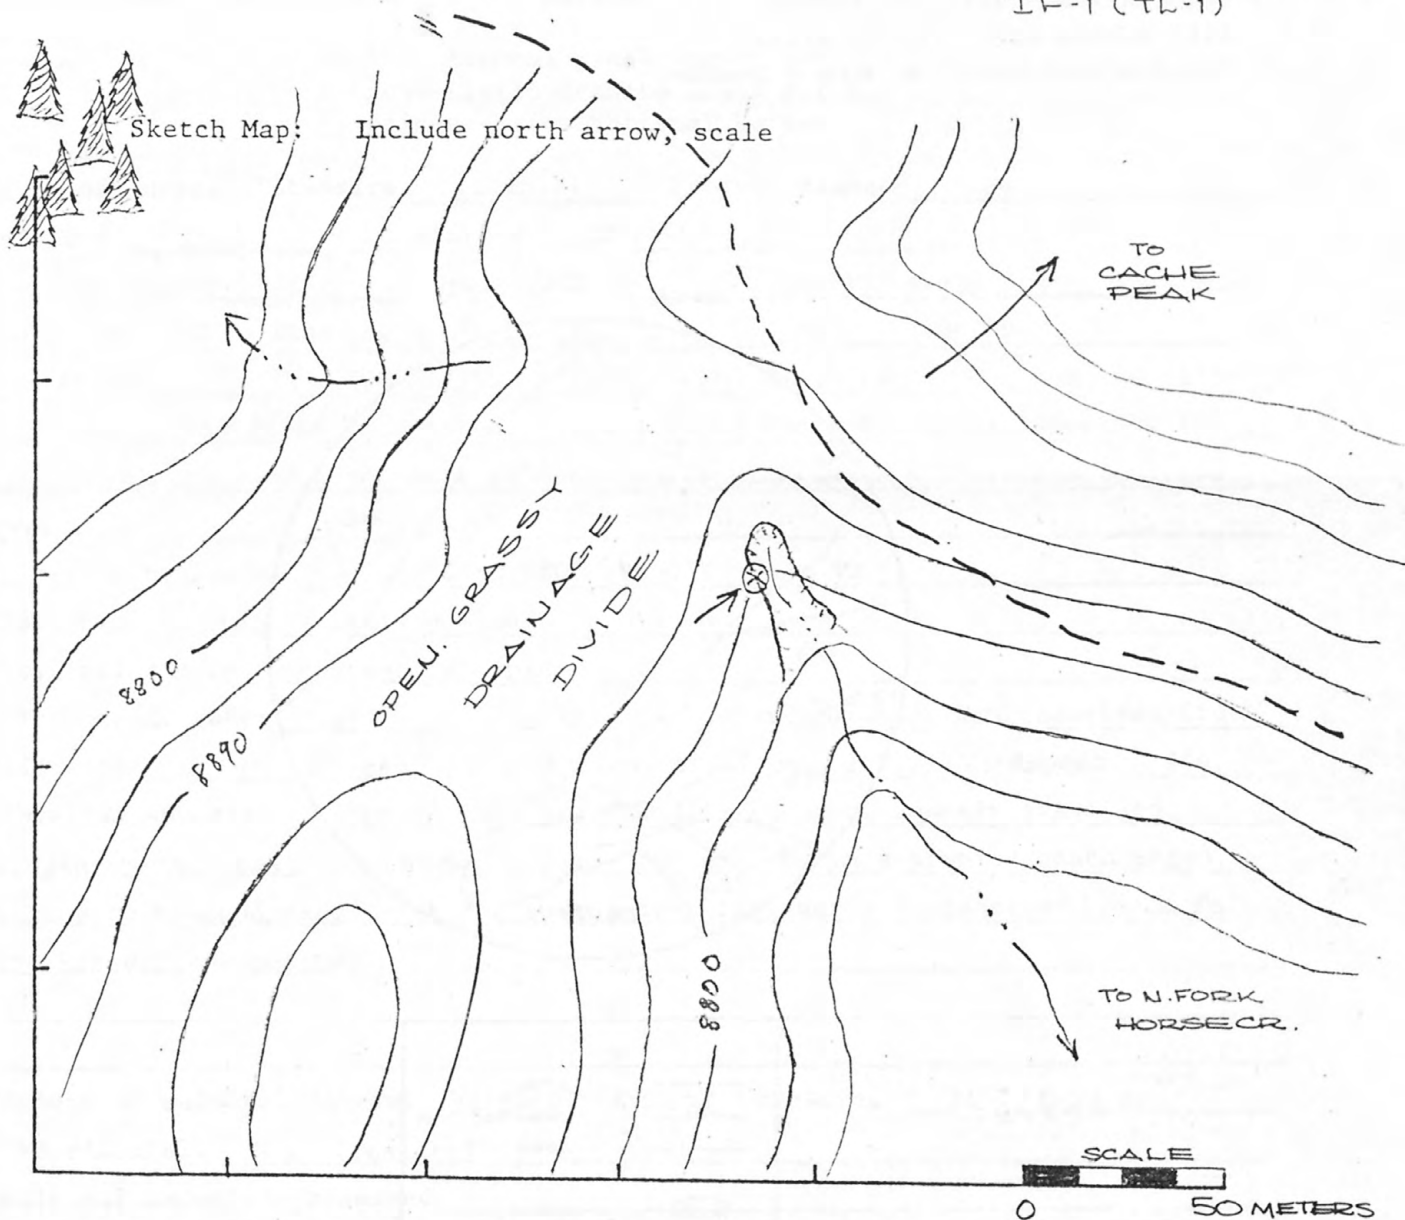 IF-1 (TL-1)
Sketch Map: Include north arrow, scale
TO
CACHE
PEAK
OPEN. GRASSY
DRAINAGE
DIVIDE
8800
8890
8800
TO N. FORK
HORSE CR.
SCALE
0 50 METERS